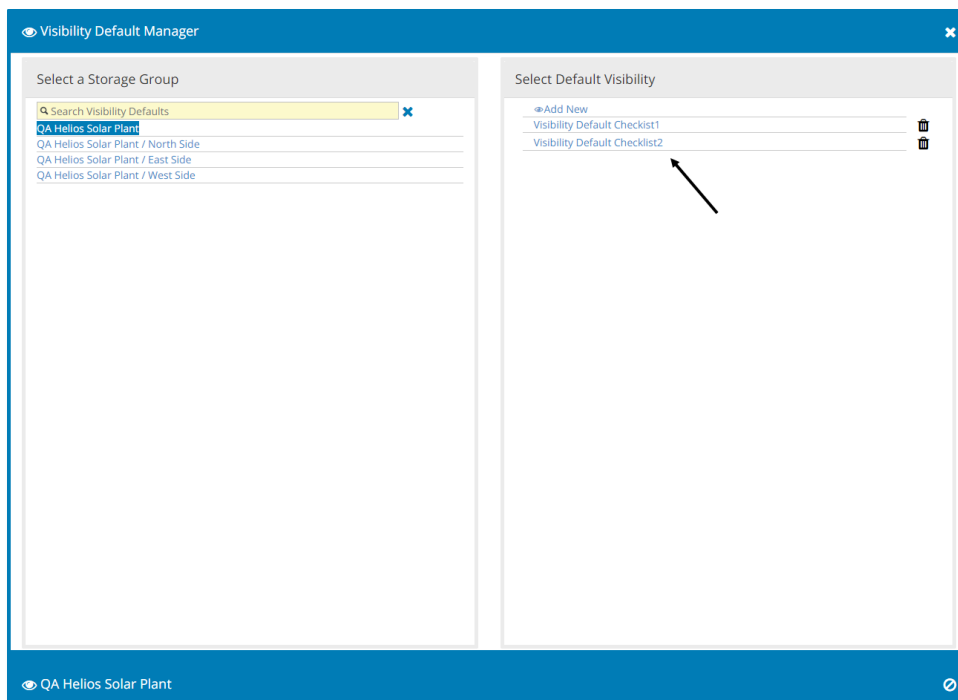 Visibility Default Manager
Select a Storage Group
Search Visibility Defaults
QA Helios Solar Plant
QA Helios Solar Plant / North Side
QA Helios Solar Plant / East Side
QA Helios Solar Plant / West Side
Select Default Visibility
Add New
Visibility Default Checkist1
Visibility Default Checklist2
QA Helios Solar Plant